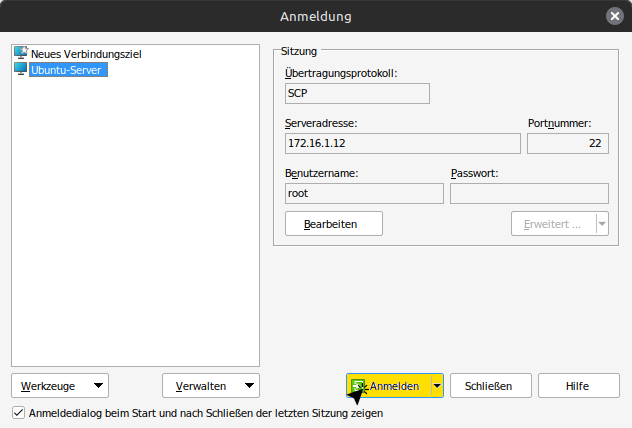 Anmeldung
Neues Verbindungsziel
Ubuntu-Server
Sitzung
Übertragungsprotokoll:
SCP
Serveradresse:
Portnummer:
172.16.1.12
22
Benutzername:
Passwort:
root
Bearbeiten
Erweitert ...
Werkzeuge
Verwalten
Anmelden
Schließen
Hilfe
Anmeldedialog beim Start und nach Schließen der letzten Sitzung zeigen